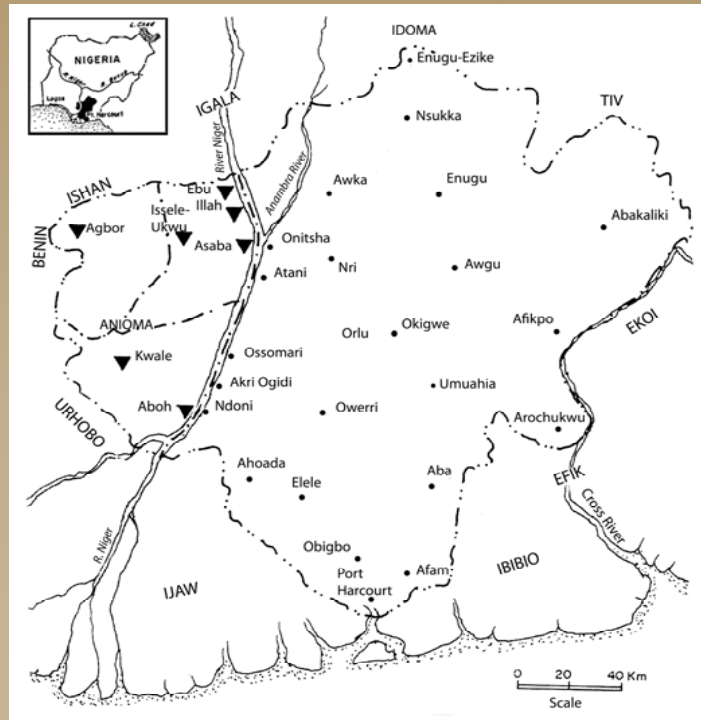 L. Chad
NIGERIA
R. Niger
R. Benue
Lagos
Pt. Harcourt
IDOMA
Enugu-Ezike
IGALA
TIV
Nsukka
River Niger
Anambra River
ISHAN
Ebu
Awka
Enugu
Illah
Issele-
Ukwu
BENIN
Agbor
Abakaliki
Asaba
Onitsha
Nri
Awgu
Atani
EKOI
ANIOMA
Orlu
Okigwe
Afikpo
Kwale
Ossomari
Akri Ogidi
Umuahia
Aboh
Ndoni
Owerri
URHOBO
Arochukwu
Ahoada
Elele
Aba
EFIK
Cross River
R. Niger
Obigbo
Afam
IBIBIO
Port
Harcourt
IJAW
0 20 40 Km
Scale